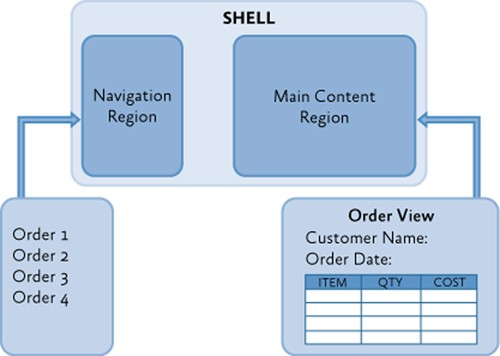 SHELL
Navigation
Region
Main Content
Region
Order 1
Order 2
Order 3
Order 4
Order View
Customer Name:
Order Date:
ITEM QTY COST